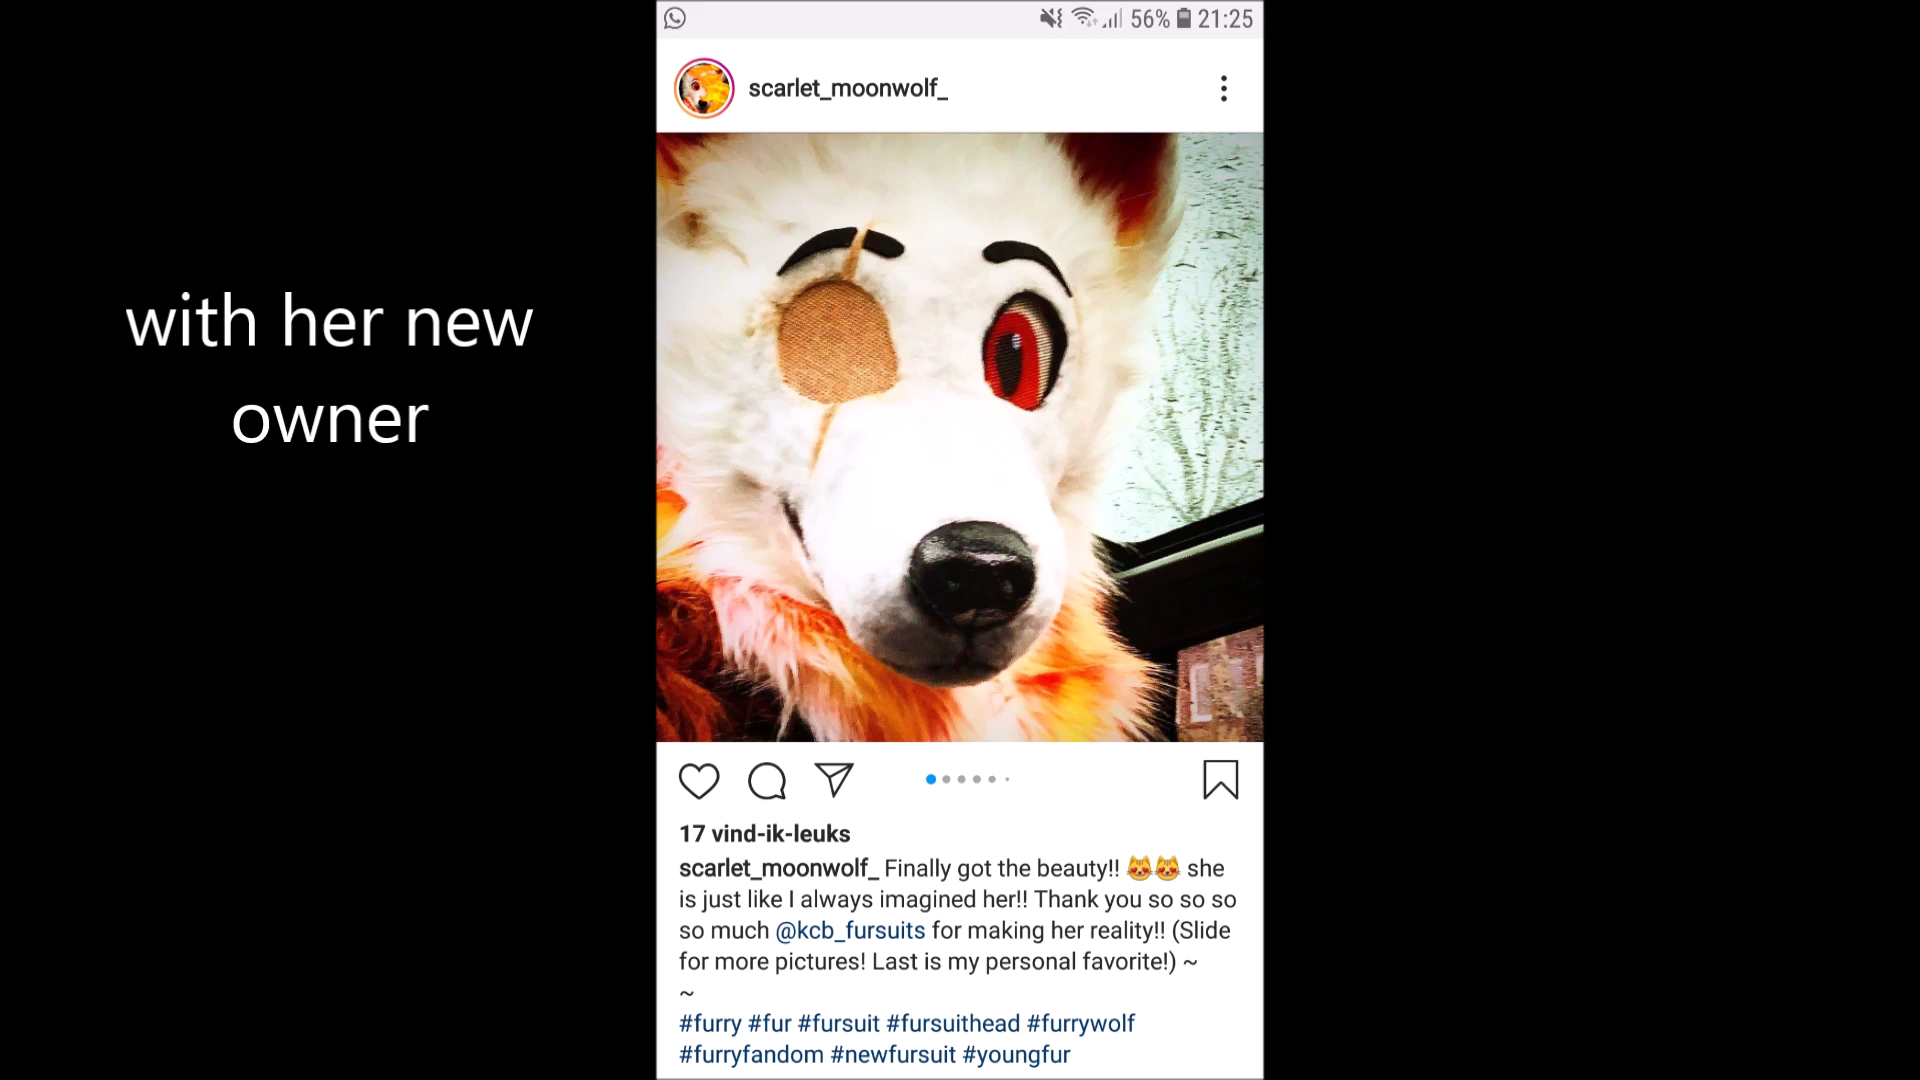 with her new
owner
56% 21:25
scarlet_moonwolf_
17 vind-ik-leuks
scarlet_moonwolf_ Finally got the beauty!! 😻😻 she
is just like I always imagined her!! Thank you so so so
so much @kcb_fursuits for making her reality!! (Slide
for more pictures! Last is my personal favorite!) ~
~
#furry #fur #fursuit #fursuithead #furrywolf
#furryfandom #newfursuit #youngfur